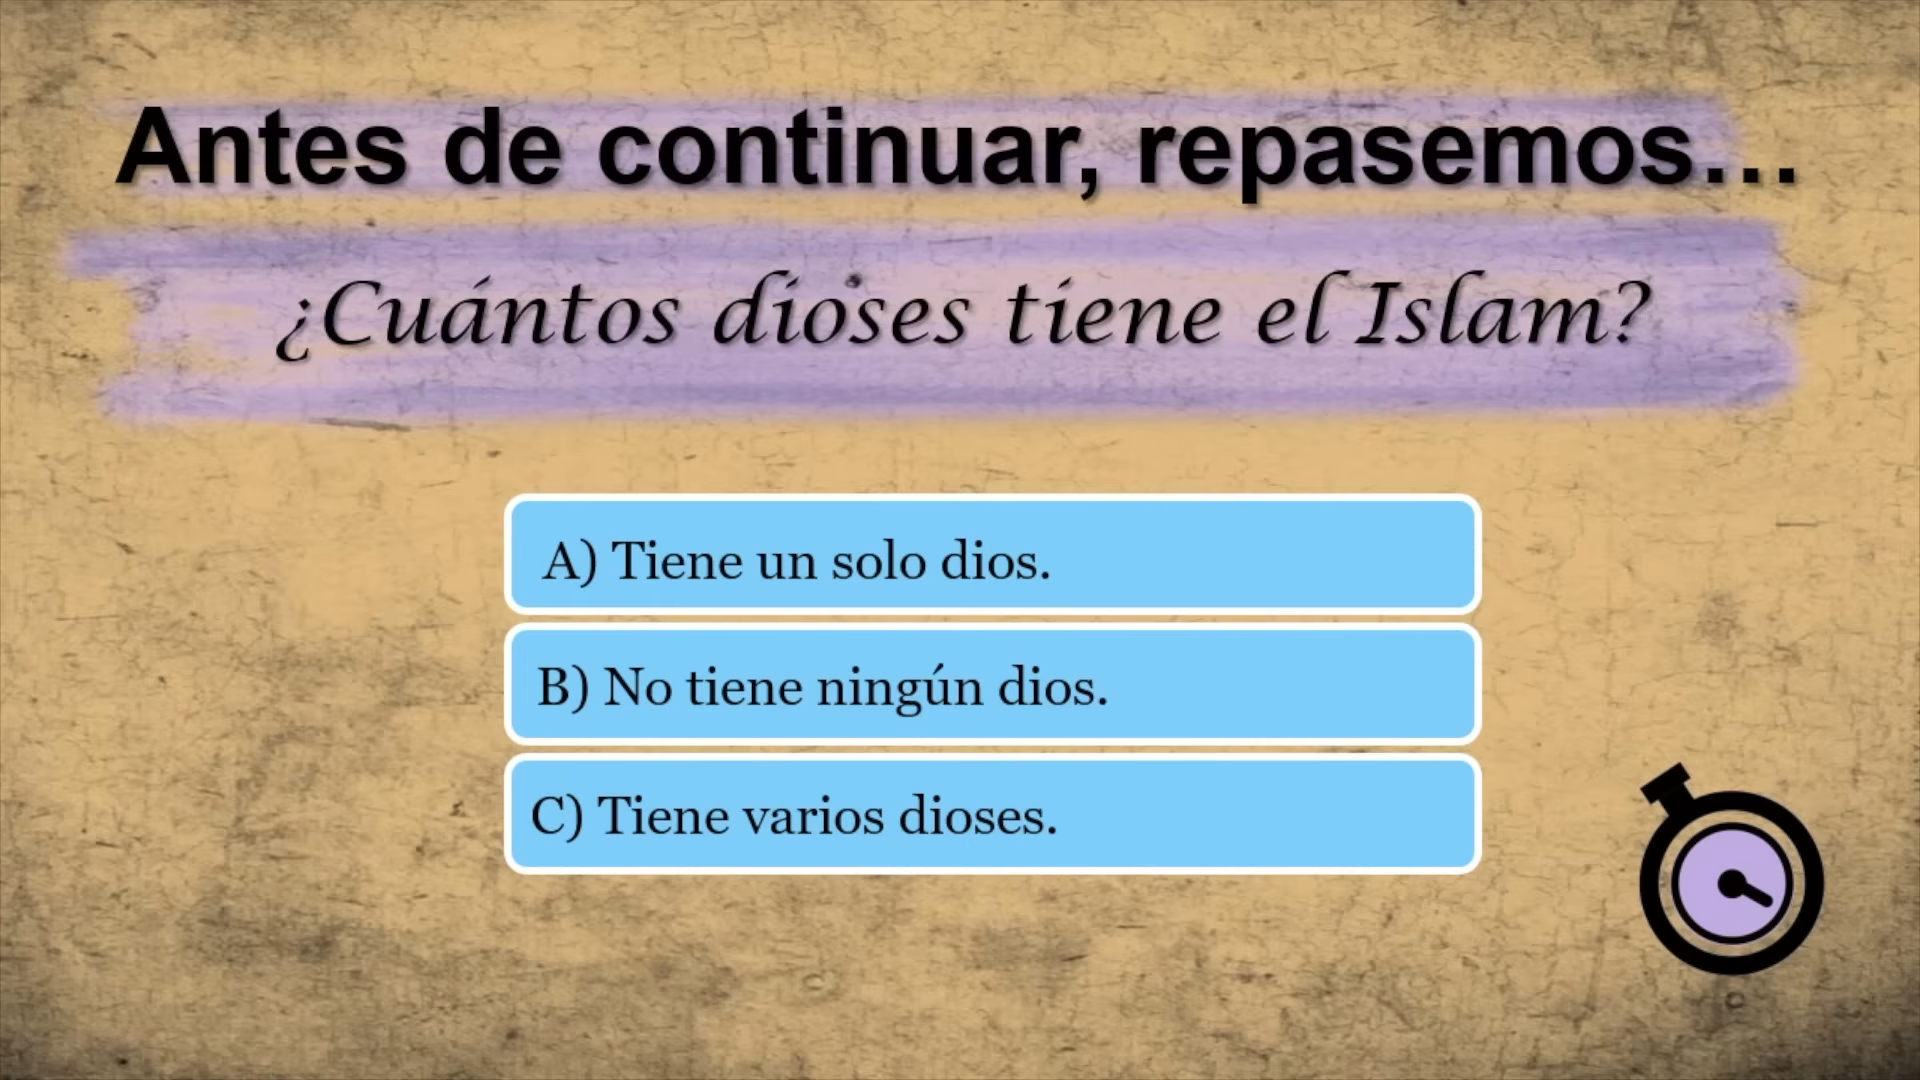 Antes de continuar, repasemos...
¿Cuántos dioses tiene el Islam?
A) Tiene un solo dios.
B) No tiene ningún dios.
C) Tiene varios dioses.